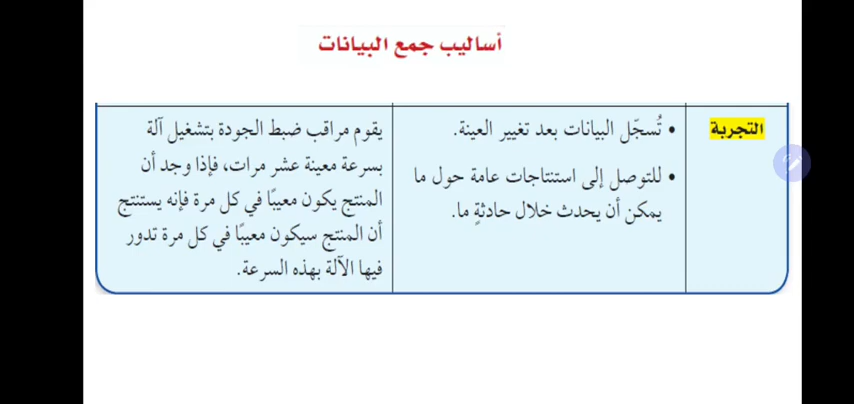 أساليب جمع البيانات
التجربة
• تُسجّل البيانات بعد تغيير العينة.
• للتوصل إلى استنتاجات عامة حول ما
يمكن أن يحدث خلال حادثةٍ ما.
يقوم مراقب ضبط الجودة بتشغيل آلة
بسرعة معينة عشر مرات، فإذا وجد أن
المنتج يكون معيبًا في كل مرة فإنه يستنتج
أن المنتج سيكون معيبًا في كل مرة تدور
فيها الآلة بهذه السرعة.